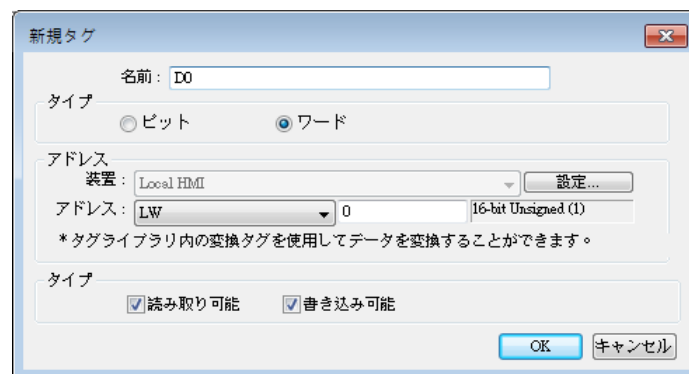 新規タグ
名前: D0
タイプ
ビット ワード
アドレス
装置: Local HMI 設定...
アドレス: LW 0 16-bit Unsigned (1)
*タグライブラリ内の変換タグを使用してデータを変換することができます。
タイプ
読み取り可能 書き込み可能
OK キャンセル